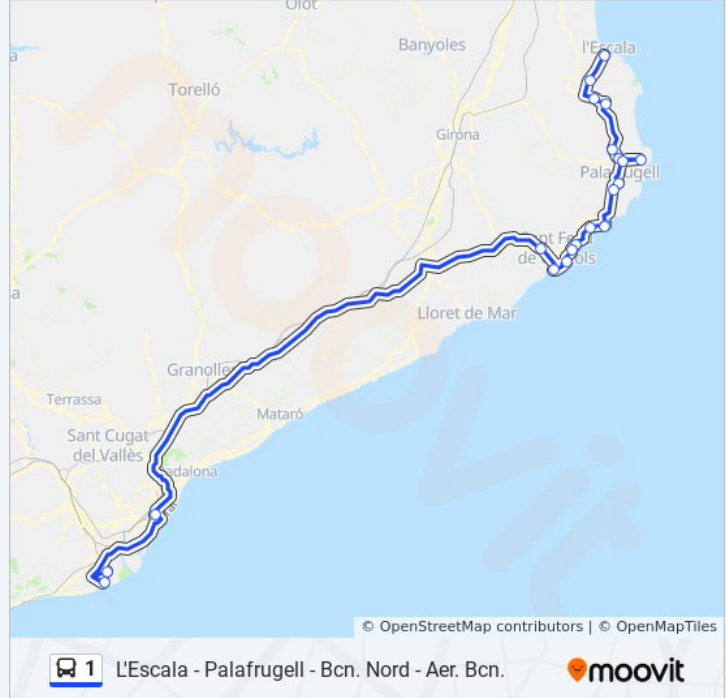 Olot
Banyoles
l'Escala
Torelló
Girona
Palafrugell
Sant Feliu
de Guíxols
Lloret de Mar
Granollers
Terrassa
Mataró
Sant Cugat
del Vallès
Badalona
moovit
© OpenStreetMap contributors | © OpenMapTiles
1 L'Escala - Palafrugell - Bcn. Nord - Aer. Bcn.
moovit